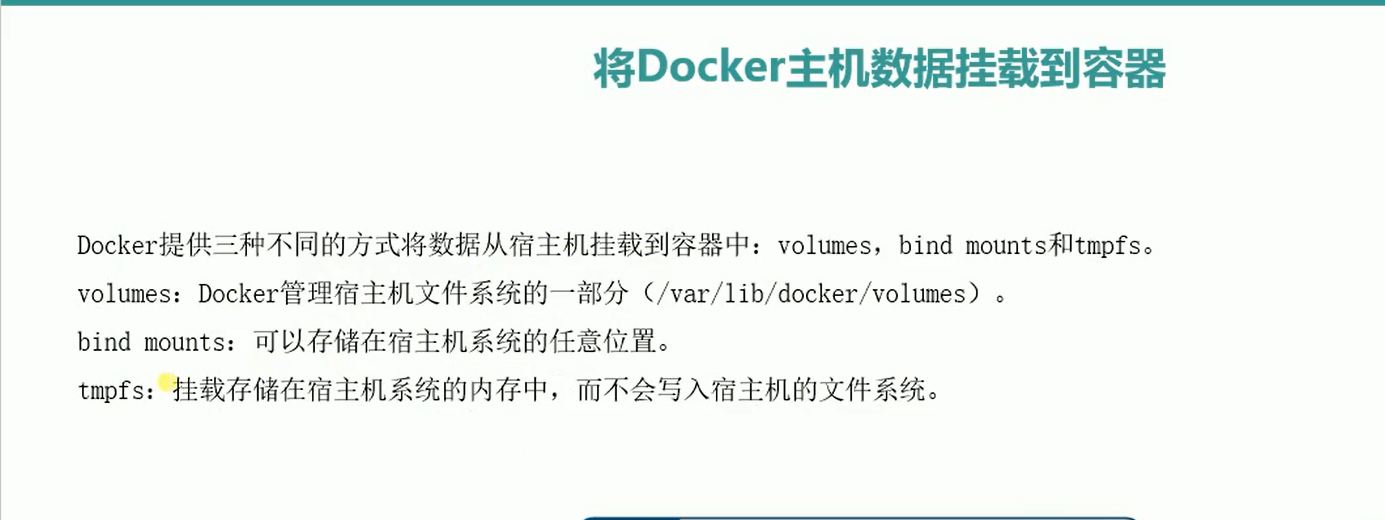 将Docker主机数据挂载到容器
Docker提供三种不同的方式将数据从宿主机挂载到容器中：volumes，bind mounts和tmpfs。
volumes：Docker管理宿主机文件系统的一部分（/var/lib/docker/volumes）。
bind mounts：可以存储在宿主机系统的任意位置。
tmpfs：挂载存储在宿主机系统的内存中，而不会写入宿主机的文件系统。